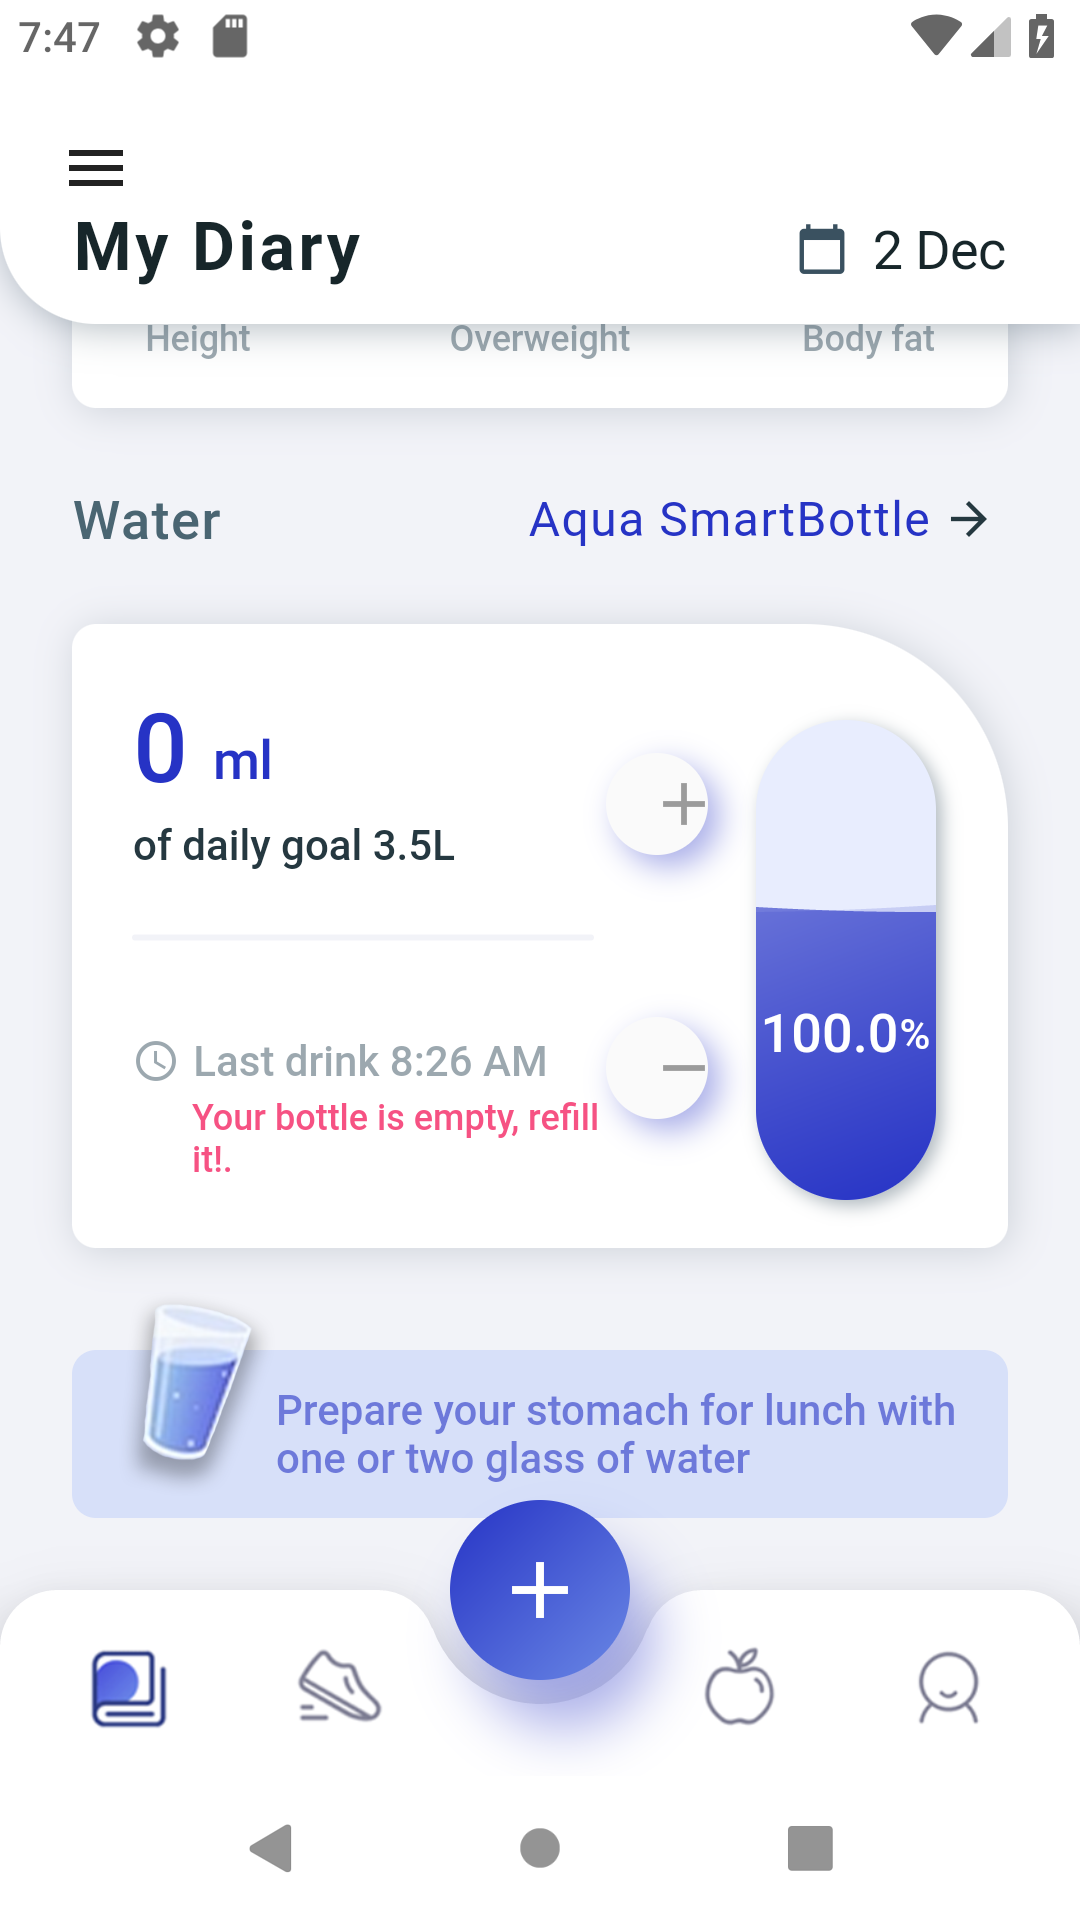 7:47
My Diary
2 Dec
Height Overweight Body fat
Water
Aqua SmartBottle
0 ml
of daily goal 3.5L
100.0%
Last drink 8:26 AM
Your bottle is empty, refill
it!.
Prepare your stomach for lunch with
one or two glass of water